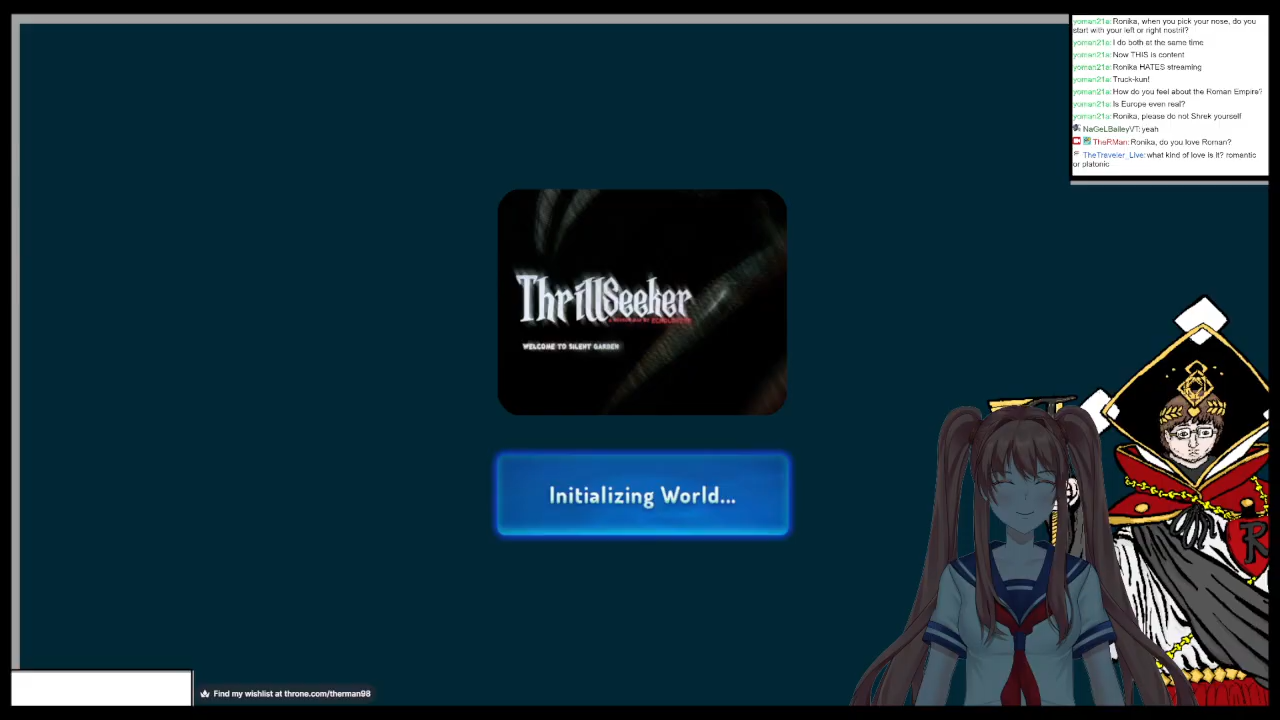 yoman21a: Ronika, when you pick your nose, do you
start with your left or right nostril?
yoman21a: I do both at the same time
yoman21a: Now THIS is content
yoman21a: Ronika HATES streaming
yoman21a: Truck-kun!
yoman21a: How do you feel about the Roman Empire?
yoman21a: Is Europe even real?
yoman21a: Ronika, please do not Shrek yourself
NaGeLBaileyVT: yeah
TheRMan: Ronika, do you love Roman?
TheTraveler_Live: what kind of love is it? romantic
or platonic
ThrillSeeker
WELCOME TO SILENT GARDEN
Initializing World...
R
Find my wishlist at throne.com/therman98